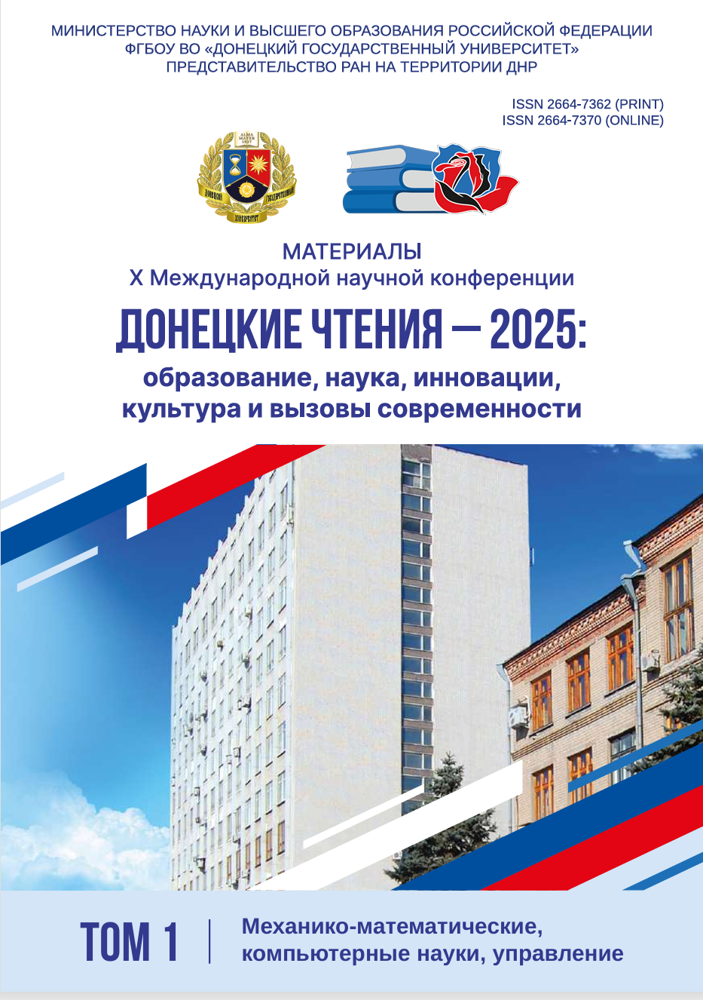 МИНИСТЕРСТВО НАУКИ И ВЫСШЕГО ОБРАЗОВАНИЯ РОССИЙСКОЙ ФЕДЕРАЦИИ
ФГБОУ ВО «ДОНЕЦКИЙ ГОСУДАРСТВЕННЫЙ УНИВЕРСИТЕТ»
ПРЕДСТАВИТЕЛЬСТВО РАН НА ТЕРРИТОРИИ ДНР
ISSN 2664-7362 (PRINT)
ISSN 2664-7370 (ONLINE)
ALMA
MATER
1937
ДОНЕЦКИЙ
ГОСУДАРСТВЕННЫЙ
УНИВЕРСИТЕТ
МАТЕРИАЛЫ
X Международной научной конференции
ДОНЕЦКИЕ ЧТЕНИЯ — 2025:
образование, наука, инновации,
культура и вызовы современности
ТОМ 1
Механико-математические,
компьютерные науки, управление